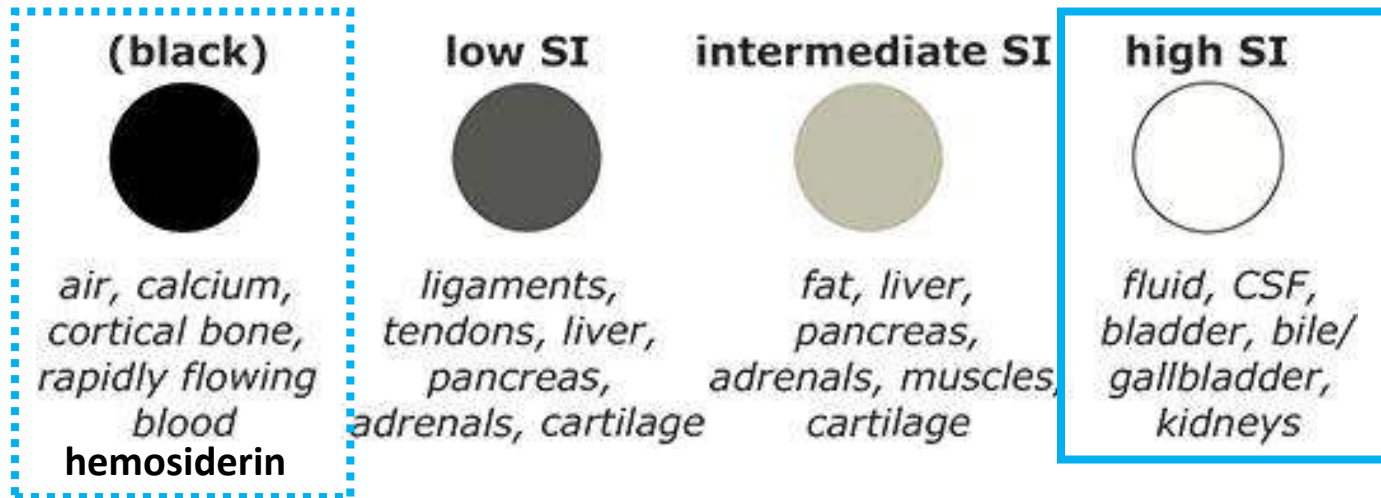 (black)
air, calcium,
cortical bone,
rapidly flowing
blood
hemosiderin
low SI
ligaments,
tendons, liver,
pancreas,
adrenals, cartilage
intermediate SI
fat, liver,
pancreas,
adrenals, muscles,
cartilage
high SI
fluid, CSF,
bladder, bile/
gallbladder,
kidneys